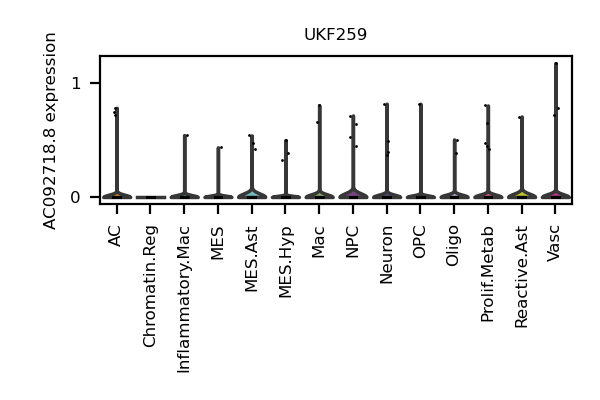 UKF259
AC092718.8 expression
1
0
AC
Chromatin.Reg
Inflammatory.Mac
MES
MES.Ast
MES.Hyp
Mac
NPC
Neuron
OPC
Oligo
Prolif.Metab
Reactive.Ast
Vasc